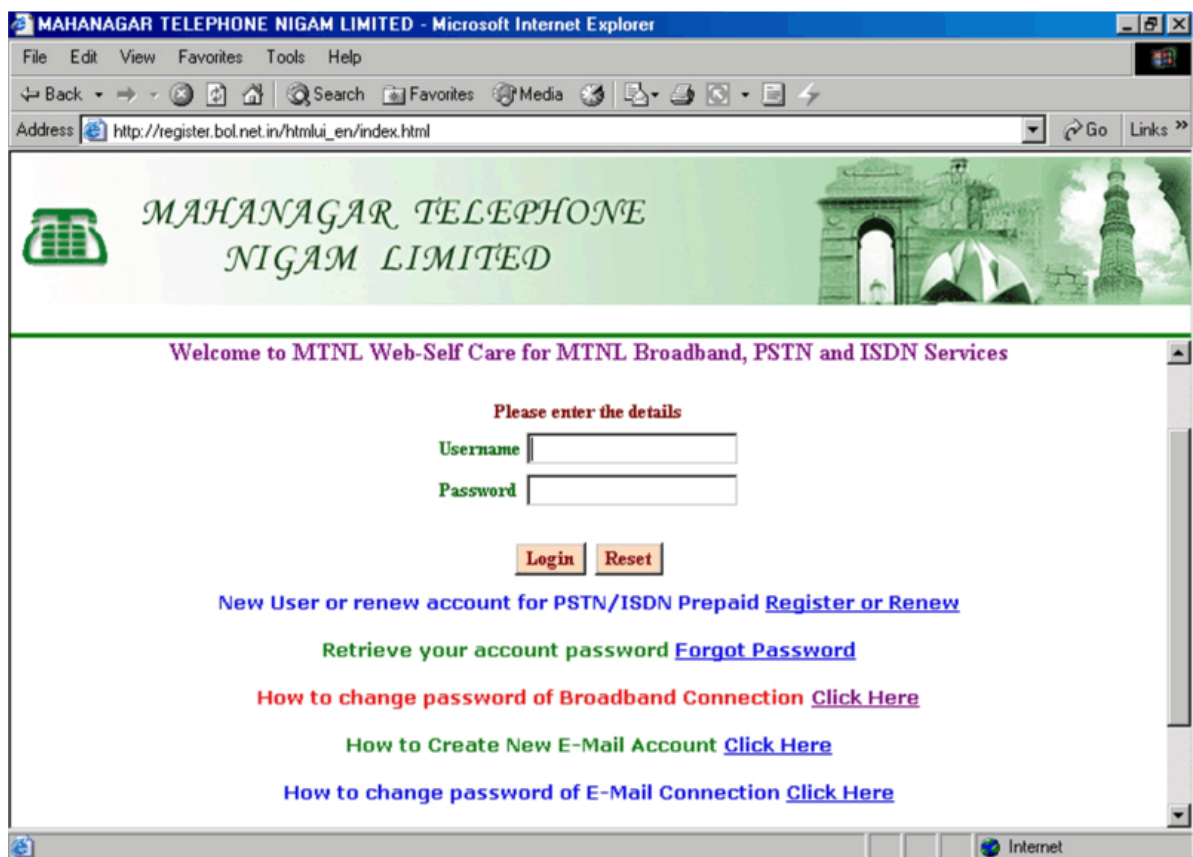 MAHANAGAR TELEPHONE NIGAM LIMITED - Microsoft Internet Explorer
File Edit View Favorites Tools Help
Back Search Favorites Media
Address http://register.bol.net.in/htmlui_en/index.html Go Links »
MAHANAGAR TELEPHONE
NIGAM LIMITED
Welcome to MTNL Web-Self Care for MTNL Broadband, PSTN and ISDN Services
Please enter the details
Username
Password
Login Reset
New User or renew account for PSTN/ISDN Prepaid Register or Renew
Retrieve your account password Forgot Password
How to change password of Broadband Connection Click Here
How to Create New E-Mail Account Click Here
How to change password of E-Mail Connection Click Here
Internet